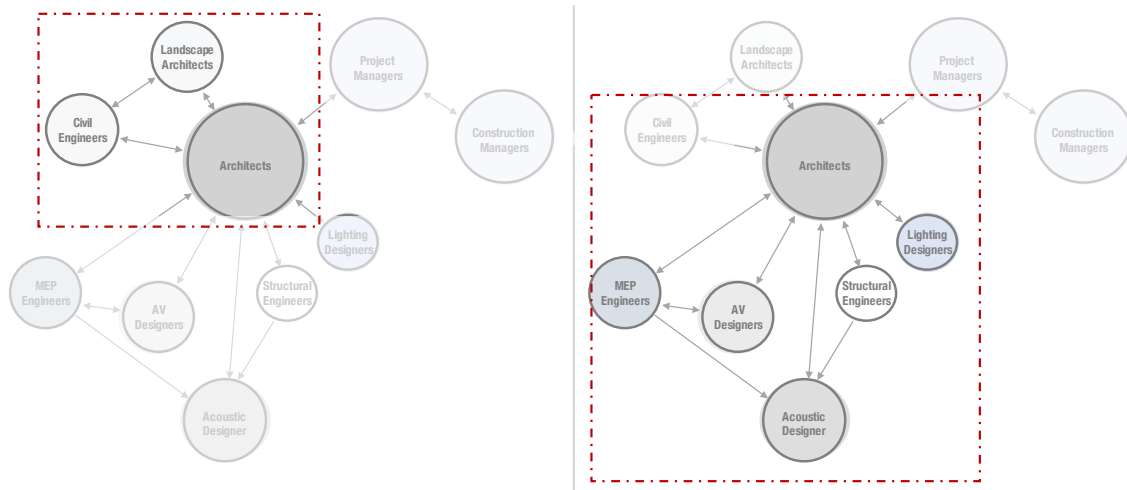 Landscape
Architects
Project
Managers
Civil
Engineers
Construction
Managers
Architects
Lighting
Designers
MEP
Engineers
Structural
Engineers
AV
Designers
Acoustic
Designer
Landscape
Architects
Project
Managers
Civil
Engineers
Construction
Managers
Architects
Lighting
Designers
MEP
Engineers
Structural
Engineers
AV
Designers
Acoustic
Designer